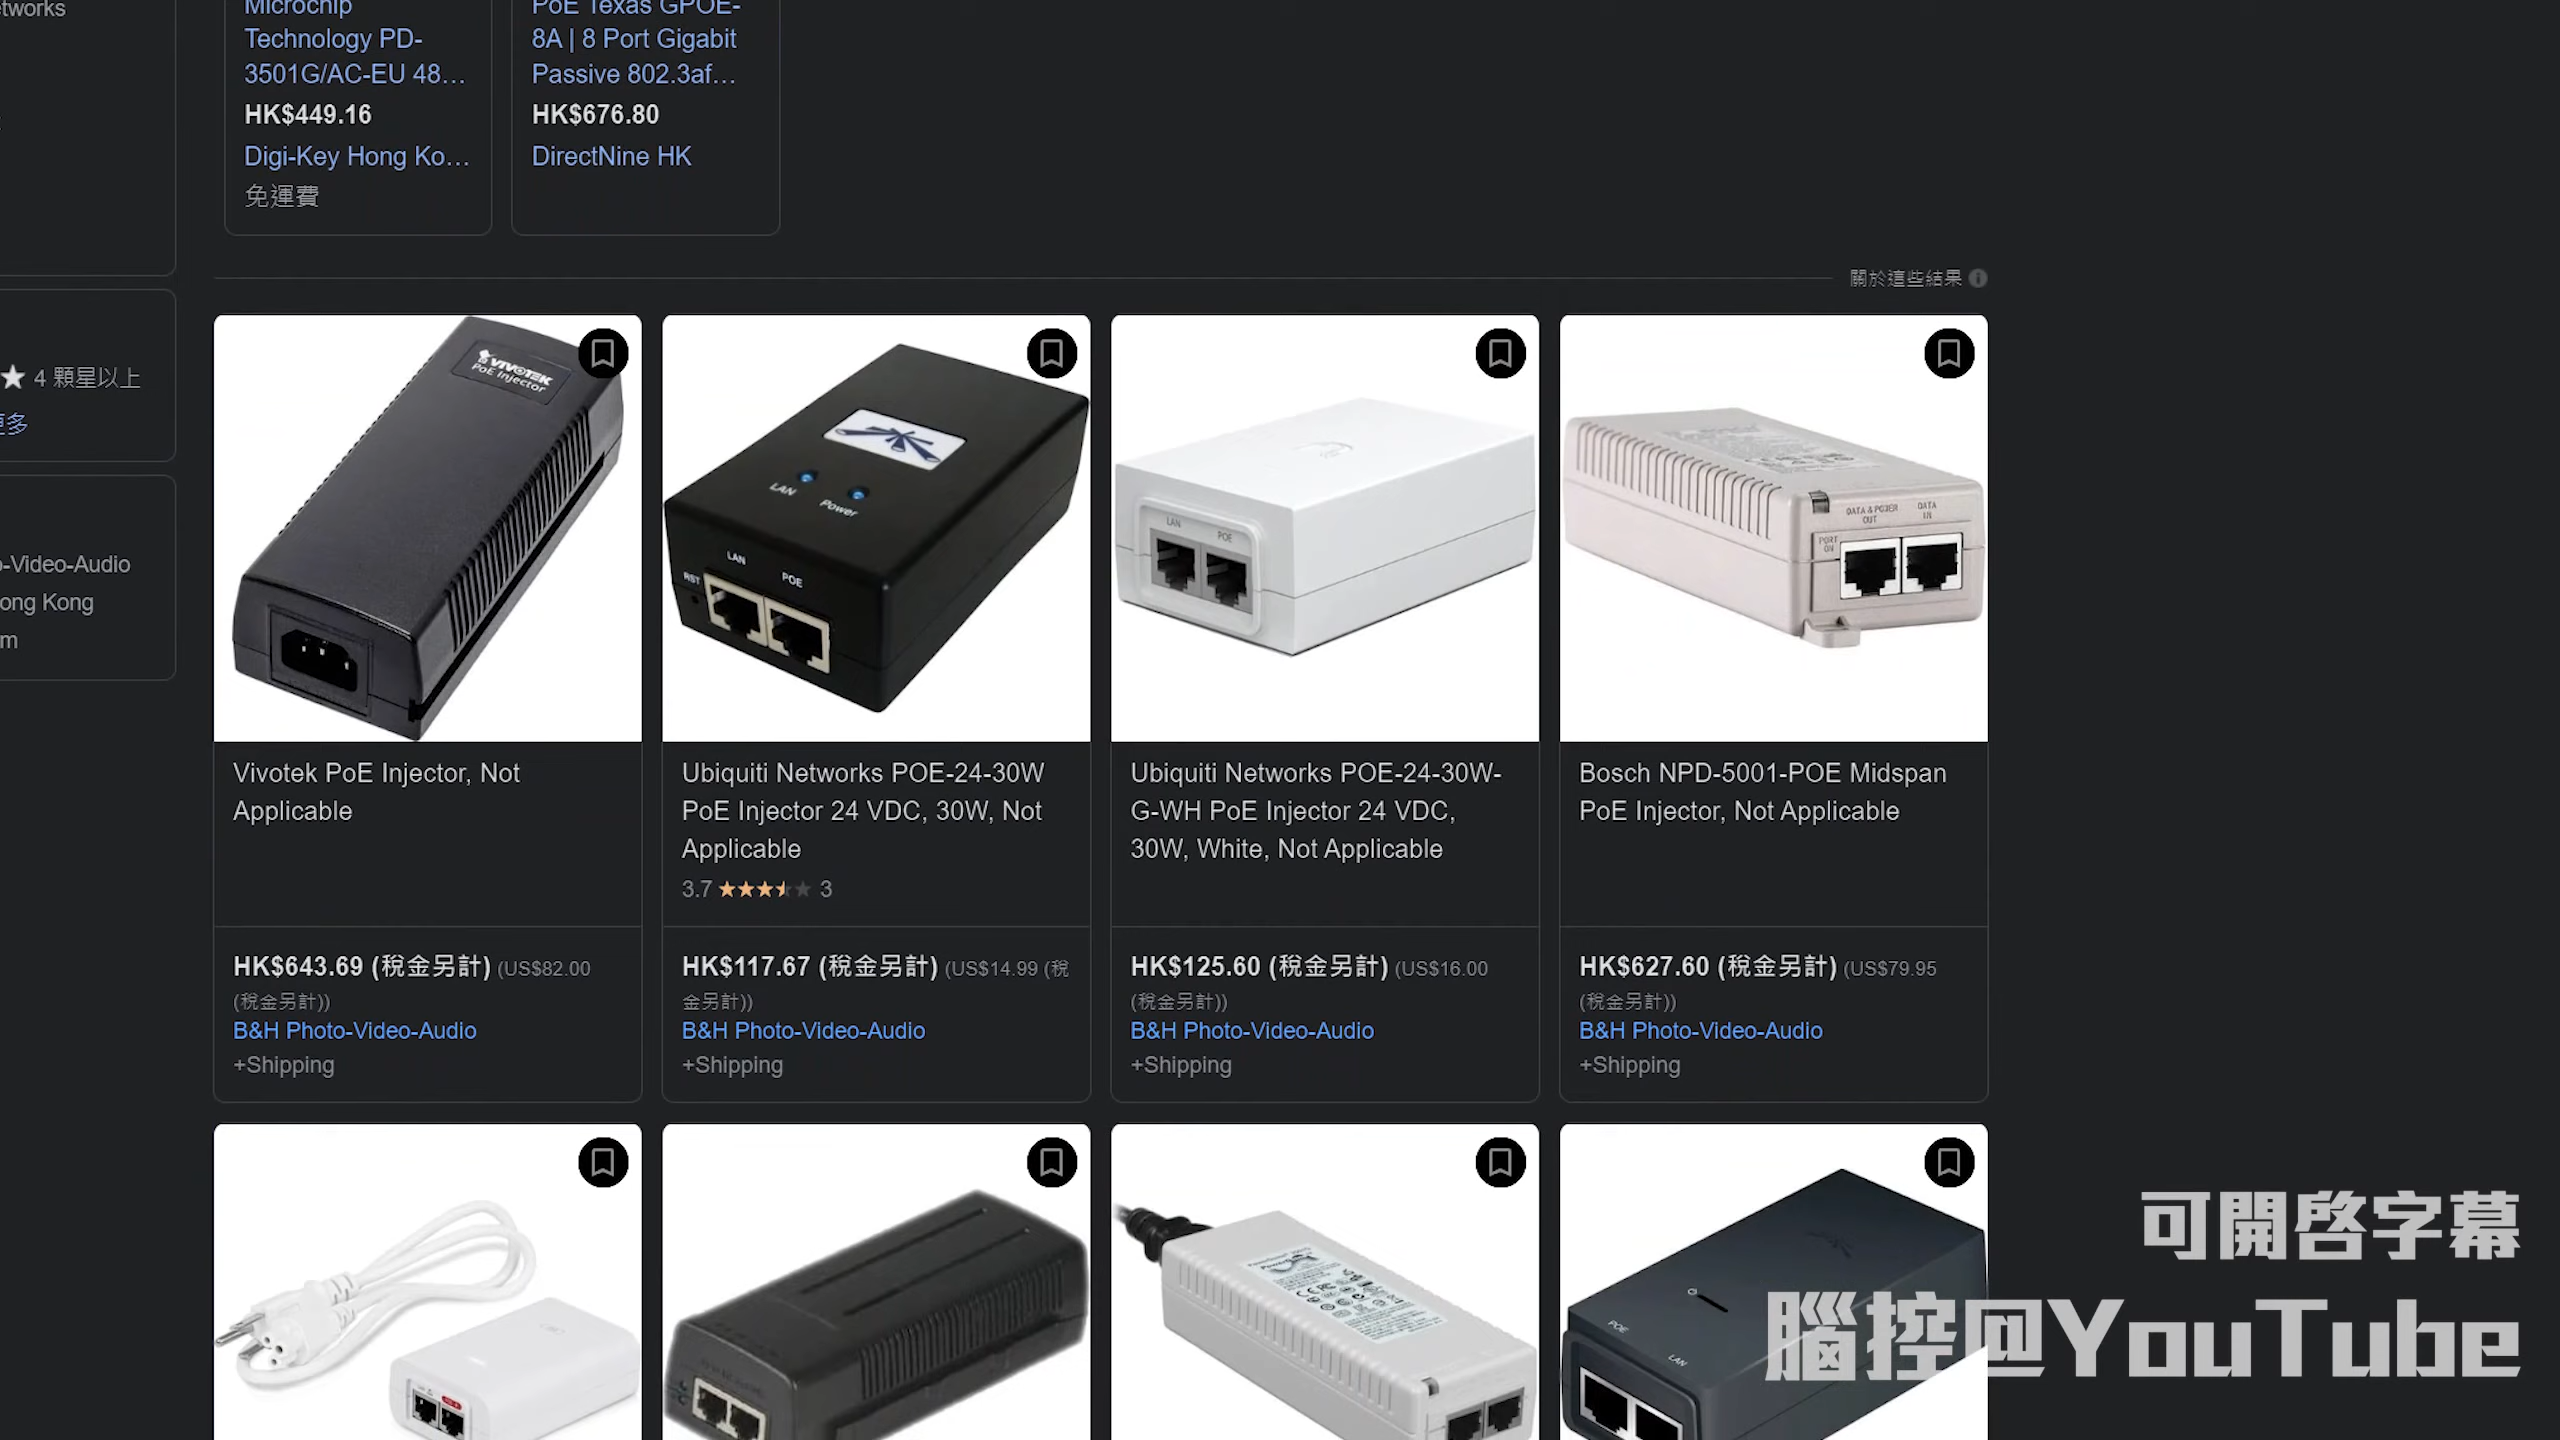 tworks
Microchip
Technology PD-
3501G/AC-EU 48...
HK$449.16
Digi-Key Hong Ko...
免運費
PoE Texas GPOE-
8A | 8 Port Gigabit
Passive 802.3af...
HK$676.80
DirectNine HK
關於這些結果
4 顆星以上
更多
-Video-Audio
ong Kong
m
VIVOTEK
PoE Injector
LAN
Power
RST
LAN
POE
LAN
POE
DATA & POWER
OUT
DATA
IN
PORT
ON
Vivotek PoE Injector, Not
Applicable
HK$643.69 (稅金另計) (US$82.00
(稅金另計))
B&H Photo-Video-Audio
+Shipping
Ubiquiti Networks POE-24-30W
PoE Injector 24 VDC, 30W, Not
Applicable
3.7 ★★★★★ 3
HK$117.67 (稅金另計) (US$14.99 (稅
金另計))
B&H Photo-Video-Audio
+Shipping
Ubiquiti Networks POE-24-30W-
G-WH PoE Injector 24 VDC,
30W, White, Not Applicable
HK$125.60 (稅金另計) (US$16.00
(稅金另計))
B&H Photo-Video-Audio
+Shipping
Bosch NPD-5001-POE Midspan
PoE Injector, Not Applicable
HK$627.60 (稅金另計) (US$79.95
(稅金另計))
B&H Photo-Video-Audio
+Shipping
POE
LAN
可開啓字幕
腦控@YouTube